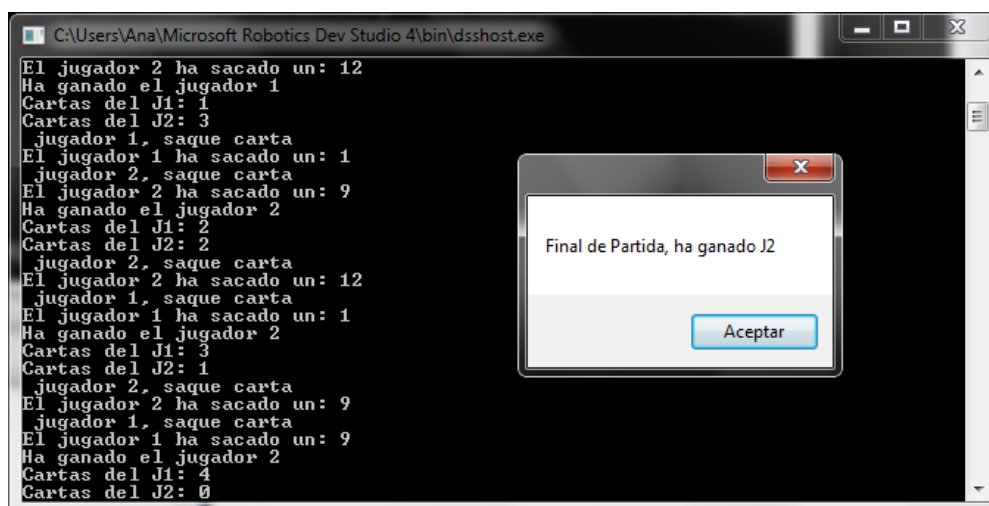 C:\Users\Ana\Microsoft Robotics Dev Studio 4\bin\dsshost.exe
El jugador 2 ha sacado un: 12
Ha ganado el jugador 1
Cartas del J1: 1
Cartas del J2: 3
jugador 1, saque carta
El jugador 1 ha sacado un: 1
jugador 2, saque carta
El jugador 2 ha sacado un: 9
Ha ganado el jugador 2
Cartas del J1: 2
Cartas del J2: 2
jugador 2, saque carta
El jugador 2 ha sacado un: 12
jugador 1, saque carta
El jugador 1 ha sacado un: 1
Ha ganado el jugador 2
Cartas del J1: 3
Cartas del J2: 1
jugador 2, saque carta
El jugador 2 ha sacado un: 9
jugador 1, saque carta
El jugador 1 ha sacado un: 9
Ha ganado el jugador 2
Cartas del J1: 4
Cartas del J2: 0
Final de Partida, ha ganado J2
Aceptar